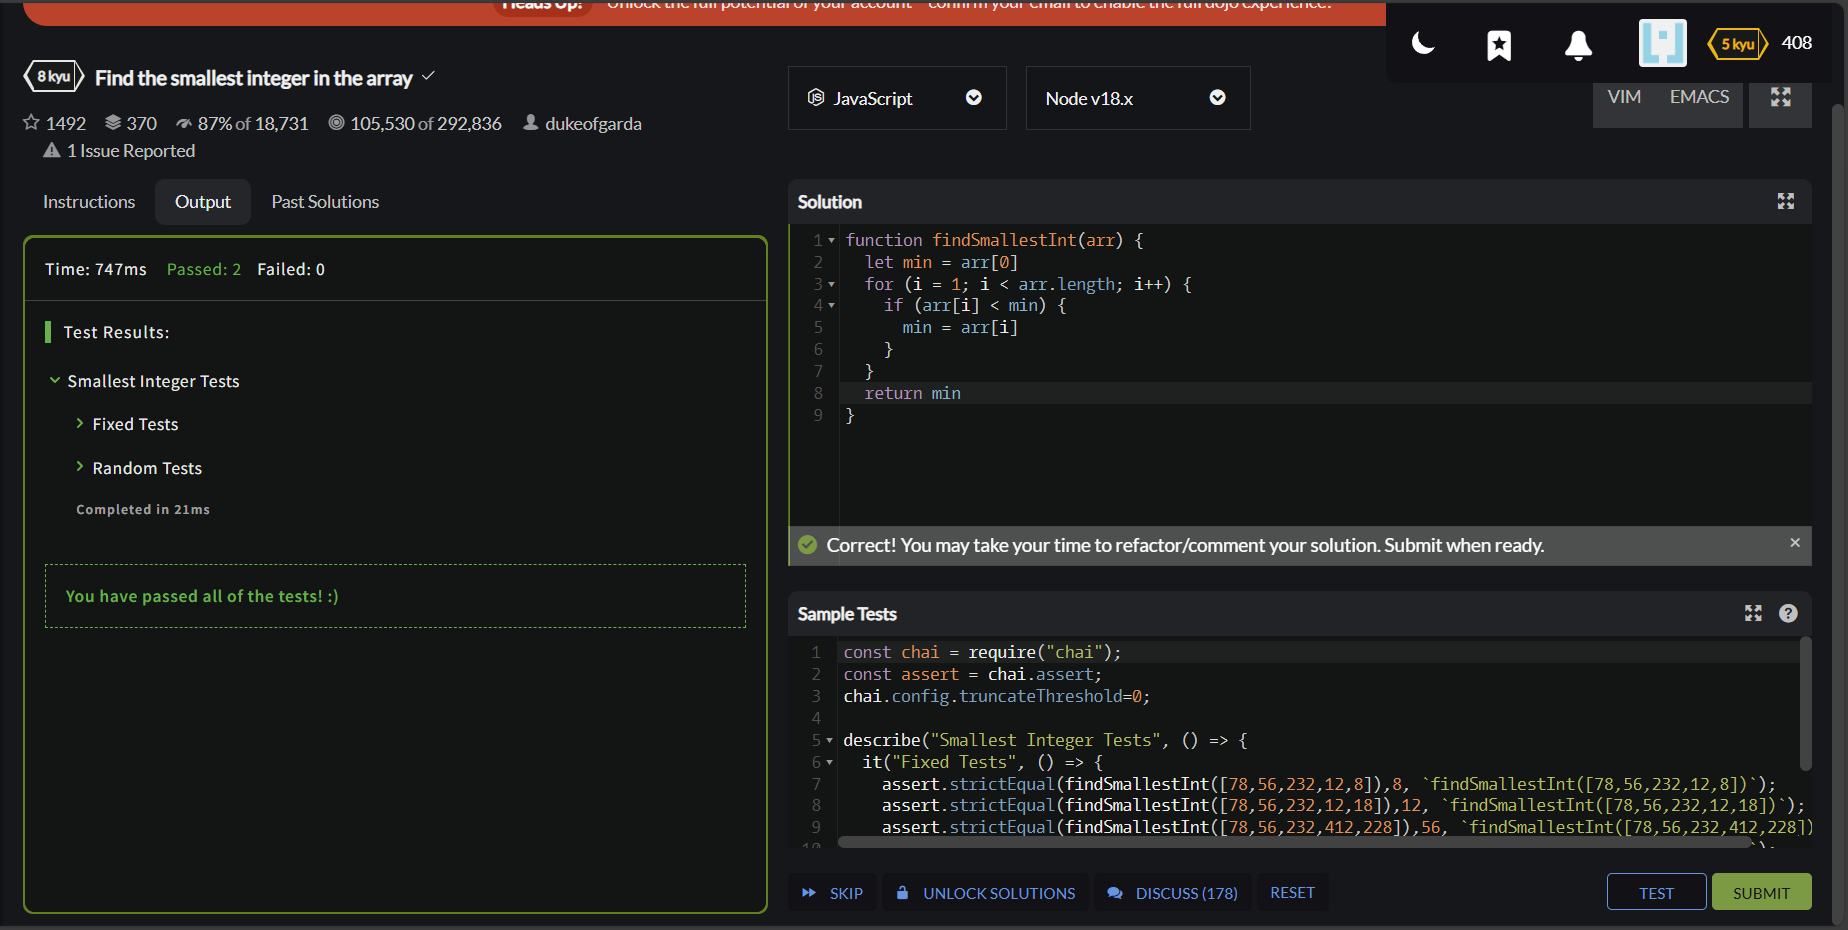 Heads Up! Unlock the full potential of your account - confirm your email to enable the full dojo experience.
5 kyu 408
8 kyu Find the smallest integer in the array
1492 370 87% of 18,731 105,530 of 292,836 dukeofgarda
1 Issue Reported
JavaScript
Node v18.x
VIM EMACS
Instructions Output Past Solutions
Time: 747ms Passed: 2 Failed: 0
Test Results:
Smallest Integer Tests
Fixed Tests
Random Tests
Completed in 21ms
You have passed all of the tests! :)
Solution
1 function findSmallestInt(arr) {
2 let min = arr[0]
3 for (i = 1; i < arr.length; i++) {
4 if (arr[i] < min) {
5 min = arr[i]
6 }
7 }
8 return min
9 }
Correct! You may take your time to refactor/comment your solution. Submit when ready.
Sample Tests
1 const chai = require("chai");
2 const assert = chai.assert;
3 chai.config.truncateThreshold=0;
4
5 describe("Smallest Integer Tests", () => {
6 it("Fixed Tests", () => {
7 assert.strictEqual(findSmallestInt([78,56,232,12,8]),8, `findSmallestInt([78,56,232,12,8])`);
8 assert.strictEqual(findSmallestInt([78,56,232,12,18]),12, `findSmallestInt([78,56,232,12,18])`);
9 assert.strictEqual(findSmallestInt([78,56,232,412,228]),56, `findSmallestInt([78,56,232,412,228])
10
SKIP UNLOCK SOLUTIONS DISCUSS (178) RESET
TEST SUBMIT